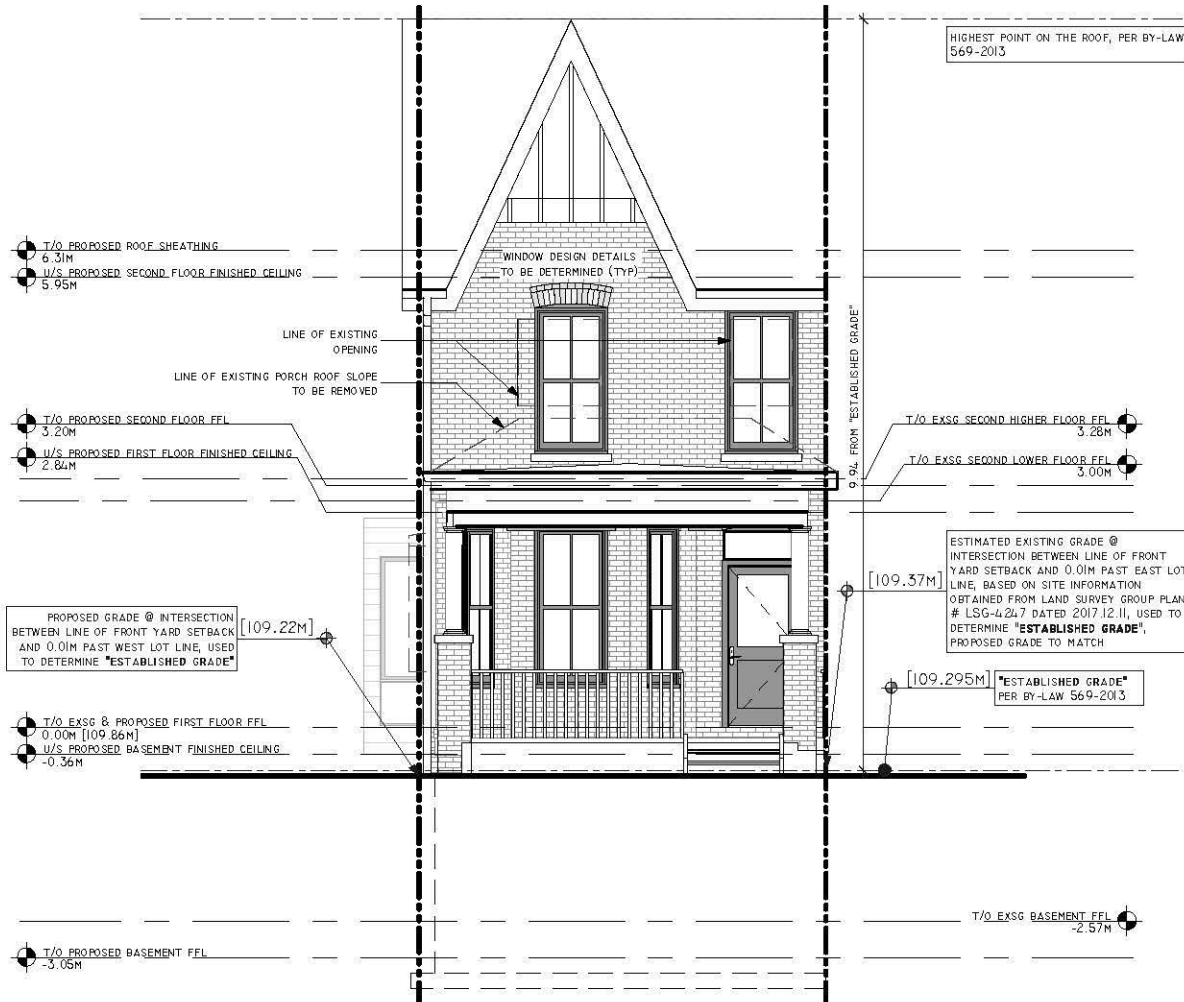 HIGHEST POINT ON THE ROOF, PER BY-LAW
569-2013
T/O PROPOSED ROOF SHEATHING
6.31M
U/S PROPOSED SECOND FLOOR FINISHED CEILING
5.95M
WINDOW DESIGN DETAILS
TO BE DETERMINED (TYP)
LINE OF EXISTING
OPENING
LINE OF EXISTING PORCH ROOF SLOPE
TO BE REMOVED
9.94 FROM "ESTABLISHED GRADE"
T/O PROPOSED SECOND FLOOR FFL
3.20M
U/S PROPOSED FIRST FLOOR FINISHED CEILING
2.84M
T/O EXSG SECOND HIGHER FLOOR FFL
3.28M
T/O EXSG SECOND LOWER FLOOR FFL
3.00M
ESTIMATED EXISTING GRADE @
INTERSECTION BETWEEN LINE OF FRONT
YARD SETBACK AND 0.01M PAST EAST LOT
LINE, BASED ON SITE INFORMATION
OBTAINED FROM LAND SURVEY GROUP PLAN
# LSG-4247 DATED 2017.12.11, USED TO
DETERMINE "ESTABLISHED GRADE",
PROPOSED GRADE TO MATCH
[109.37M]
PROPOSED GRADE @ INTERSECTION
BETWEEN LINE OF FRONT YARD SETBACK
AND 0.01M PAST WEST LOT LINE, USED
TO DETERMINE "ESTABLISHED GRADE"
[109.22M]
[109.295M]
"ESTABLISHED GRADE"
PER BY-LAW 569-2013
T/O EXSG & PROPOSED FIRST FLOOR FFL
0.00M [109.86M]
U/S PROPOSED BASEMENT FINISHED CEILING
-0.36M
T/O EXSG BASEMENT FFL
-2.57M
T/O PROPOSED BASEMENT FFL
-3.05M